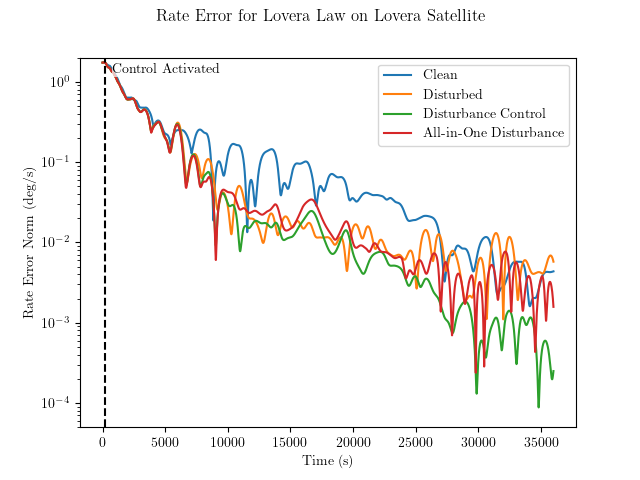 Rate Error for Lovera Law on Lovera Satellite
Control Activated
Clean
Disturbed
Disturbance Control
All-in-One Disturbance
Rate Error Norm (deg/s)
10⁰
10⁻¹
10⁻²
10⁻³
10⁻⁴
0 5000 10000 15000 20000 25000 30000 35000
Time (s)